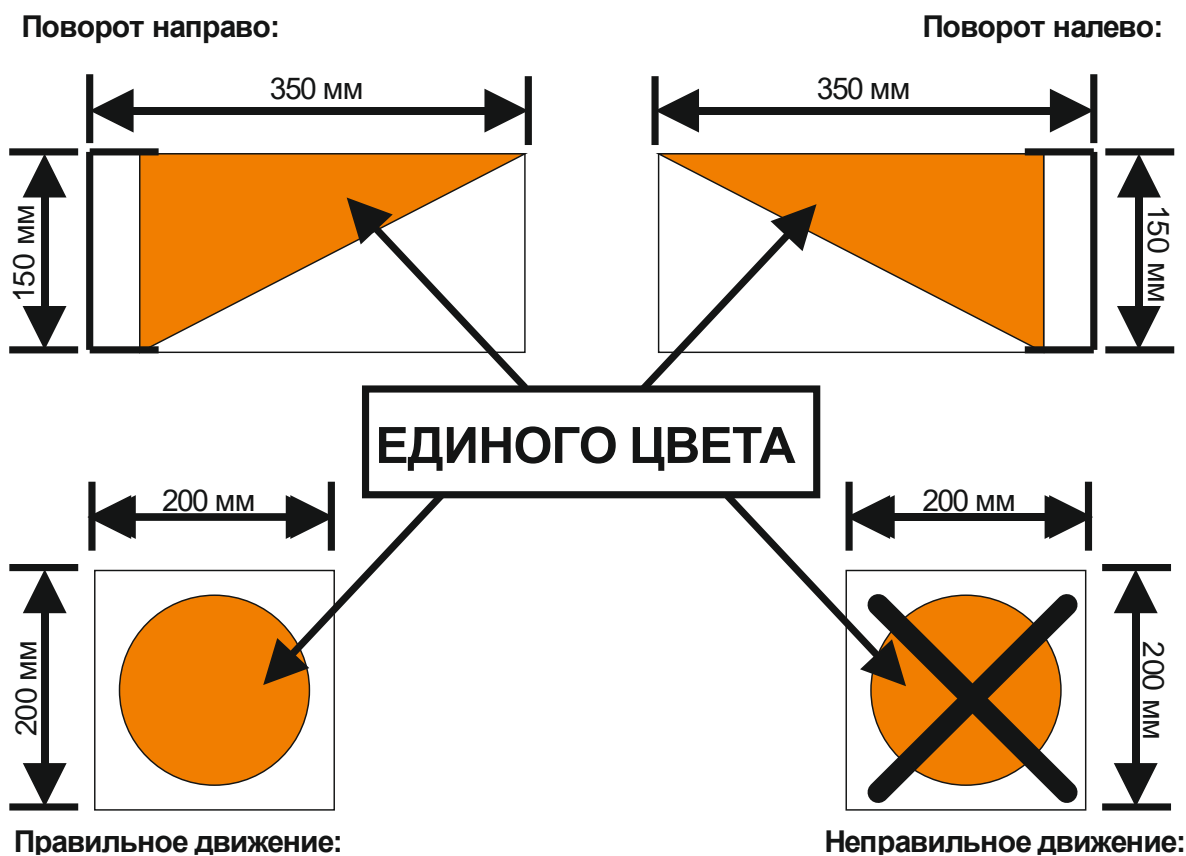 Поворот направо:
Поворот налево:
350 мм
350 мм
150 мм
150 мм
ЕДИНОГО ЦВЕТА
200 мм
200 мм
200 мм
200 мм
Правильное движение:
Неправильное движение: